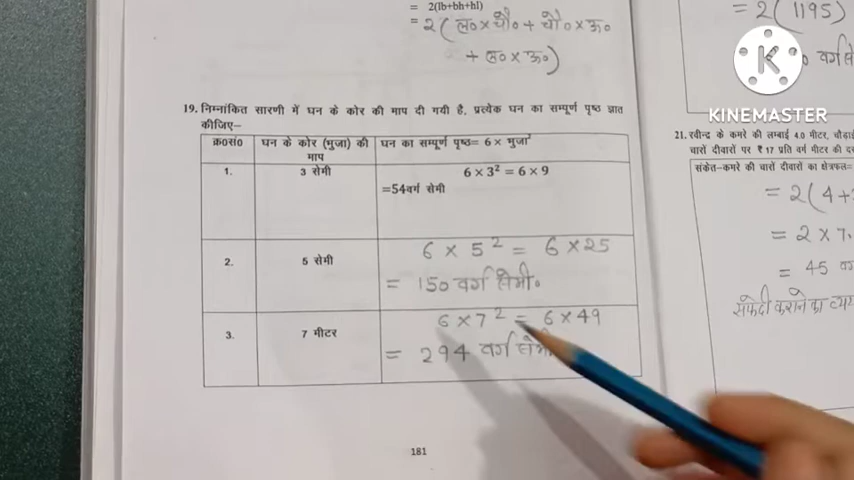 = 2(lb+bh+hl)
= 2(ल०×चौ० + चौ०×ऊ०
+ ल०×ऊ०)
19. निम्नांकित सारणी में घन के कोर की माप दी गयी है, प्रत्येक घन का सम्पूर्ण पृष्ठ ज्ञात
कीजिए–
क्र०सं० घन के कोर (भुजा) की माप घन का सम्पूर्ण पृष्ठ= 6 × भुजा²
1. 3 सेमी 6 × 3² = 6 × 9
=54वर्ग सेमी
2. 5 सेमी 6 × 5² = 6 × 25
= 150 वर्ग सेमी०
3. 7 मीटर 6 × 7² = 6 × 49
= 294 वर्ग सेमी
181
= 2(1195)
KINEMASTER
21. रवीन्द्र के कमरे की लम्बाई 4.0 मीटर,
चारों दीवारों पर ₹ 17 प्रति वर्ग मीटर की
संकेत–कमरे की चारों दीवारों का क्षेत्रफल=
= 2(4+
= 2 × 7.
= 45
सफेदी कराने का व्यय